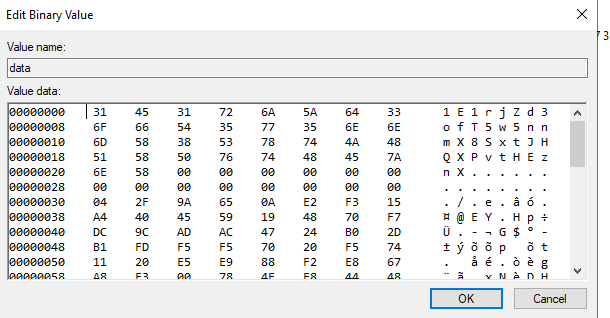 Edit Binary Value
7 3
Value name:
data
Value data:
00000000 31 45 31 72 6A 5A 64 33 1 E 1 r j Z d 3
00000008 6F 66 54 35 77 35 6E 6E o f T 5 w 5 n n
00000010 6D 58 38 53 78 74 4A 48 m X 8 S x t J H
00000018 51 58 50 76 74 48 45 7A Q X P v t H E z
00000020 6E 58 00 00 00 00 00 00 n X . . . . . .
00000028 00 00 00 00 00 00 00 00 . . . . . . . .
00000030 04 2F 9A 65 0A E2 F3 15 . / . e . â ó .
00000038 A4 40 45 59 19 48 70 F7 ¤ @ E Y . H p ÷
00000040 DC 9C AD AC 47 24 B0 2D Ü . - ¬ G $ ° -
00000048 B1 FD F5 F5 70 20 F5 74 ± ý õ õ p õ t
00000050 11 20 E5 E9 88 F2 E8 67 . å é . ò è g
00000058 A8 E3 00 78 4E E8 44 48 ¨ ã . x N è D H
OK
Cancel